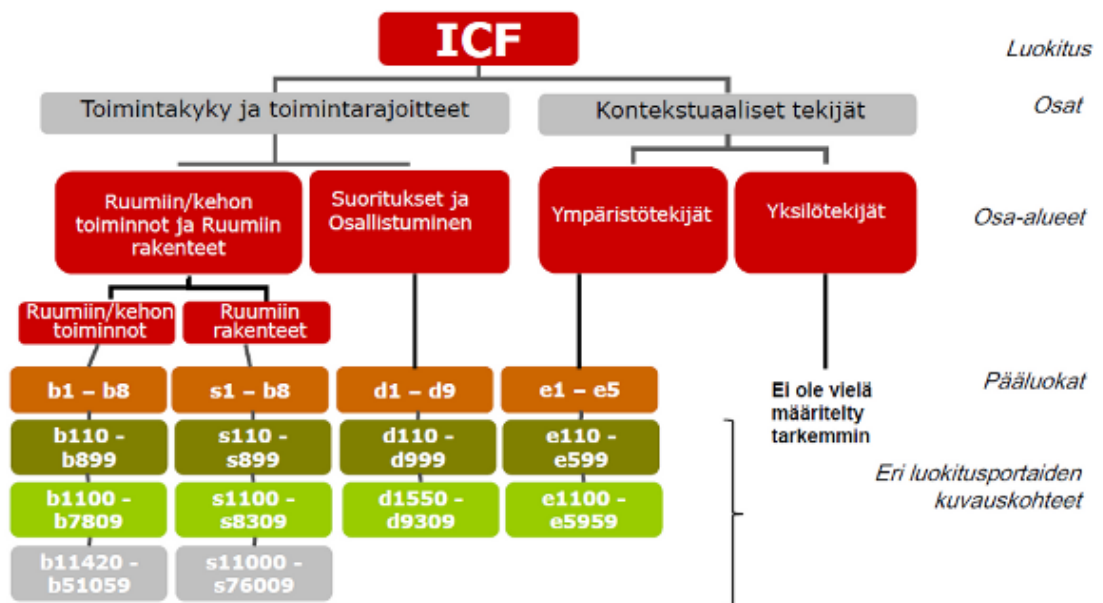 ICF
Luokitus
Toimintakyky ja toimintarajoitteet
Kontekstuaaliset tekijät
Osat
Ruumiin/kehon
toiminnot ja Ruumiin
rakenteet
Suoritukset ja
Osallistuminen
Ympäristötekijät
Yksilötekijät
Osa-alueet
Ruumiin/kehon
toiminnot
Ruumiin
rakenteet
b1 – b8
s1 – b8
d1 – d9
e1 – e5
Ei ole vielä
määritelty
tarkemmin
Pääluokat
b110 -
b899
s110 -
s899
d110 -
d999
e110 -
e599
Eri luokitusportaiden
kuvauskohteet
b1100 -
b7809
s1100 -
s8309
d1550 -
d9309
e1100 -
e5959
b11420 -
b51059
s11000 -
s76009